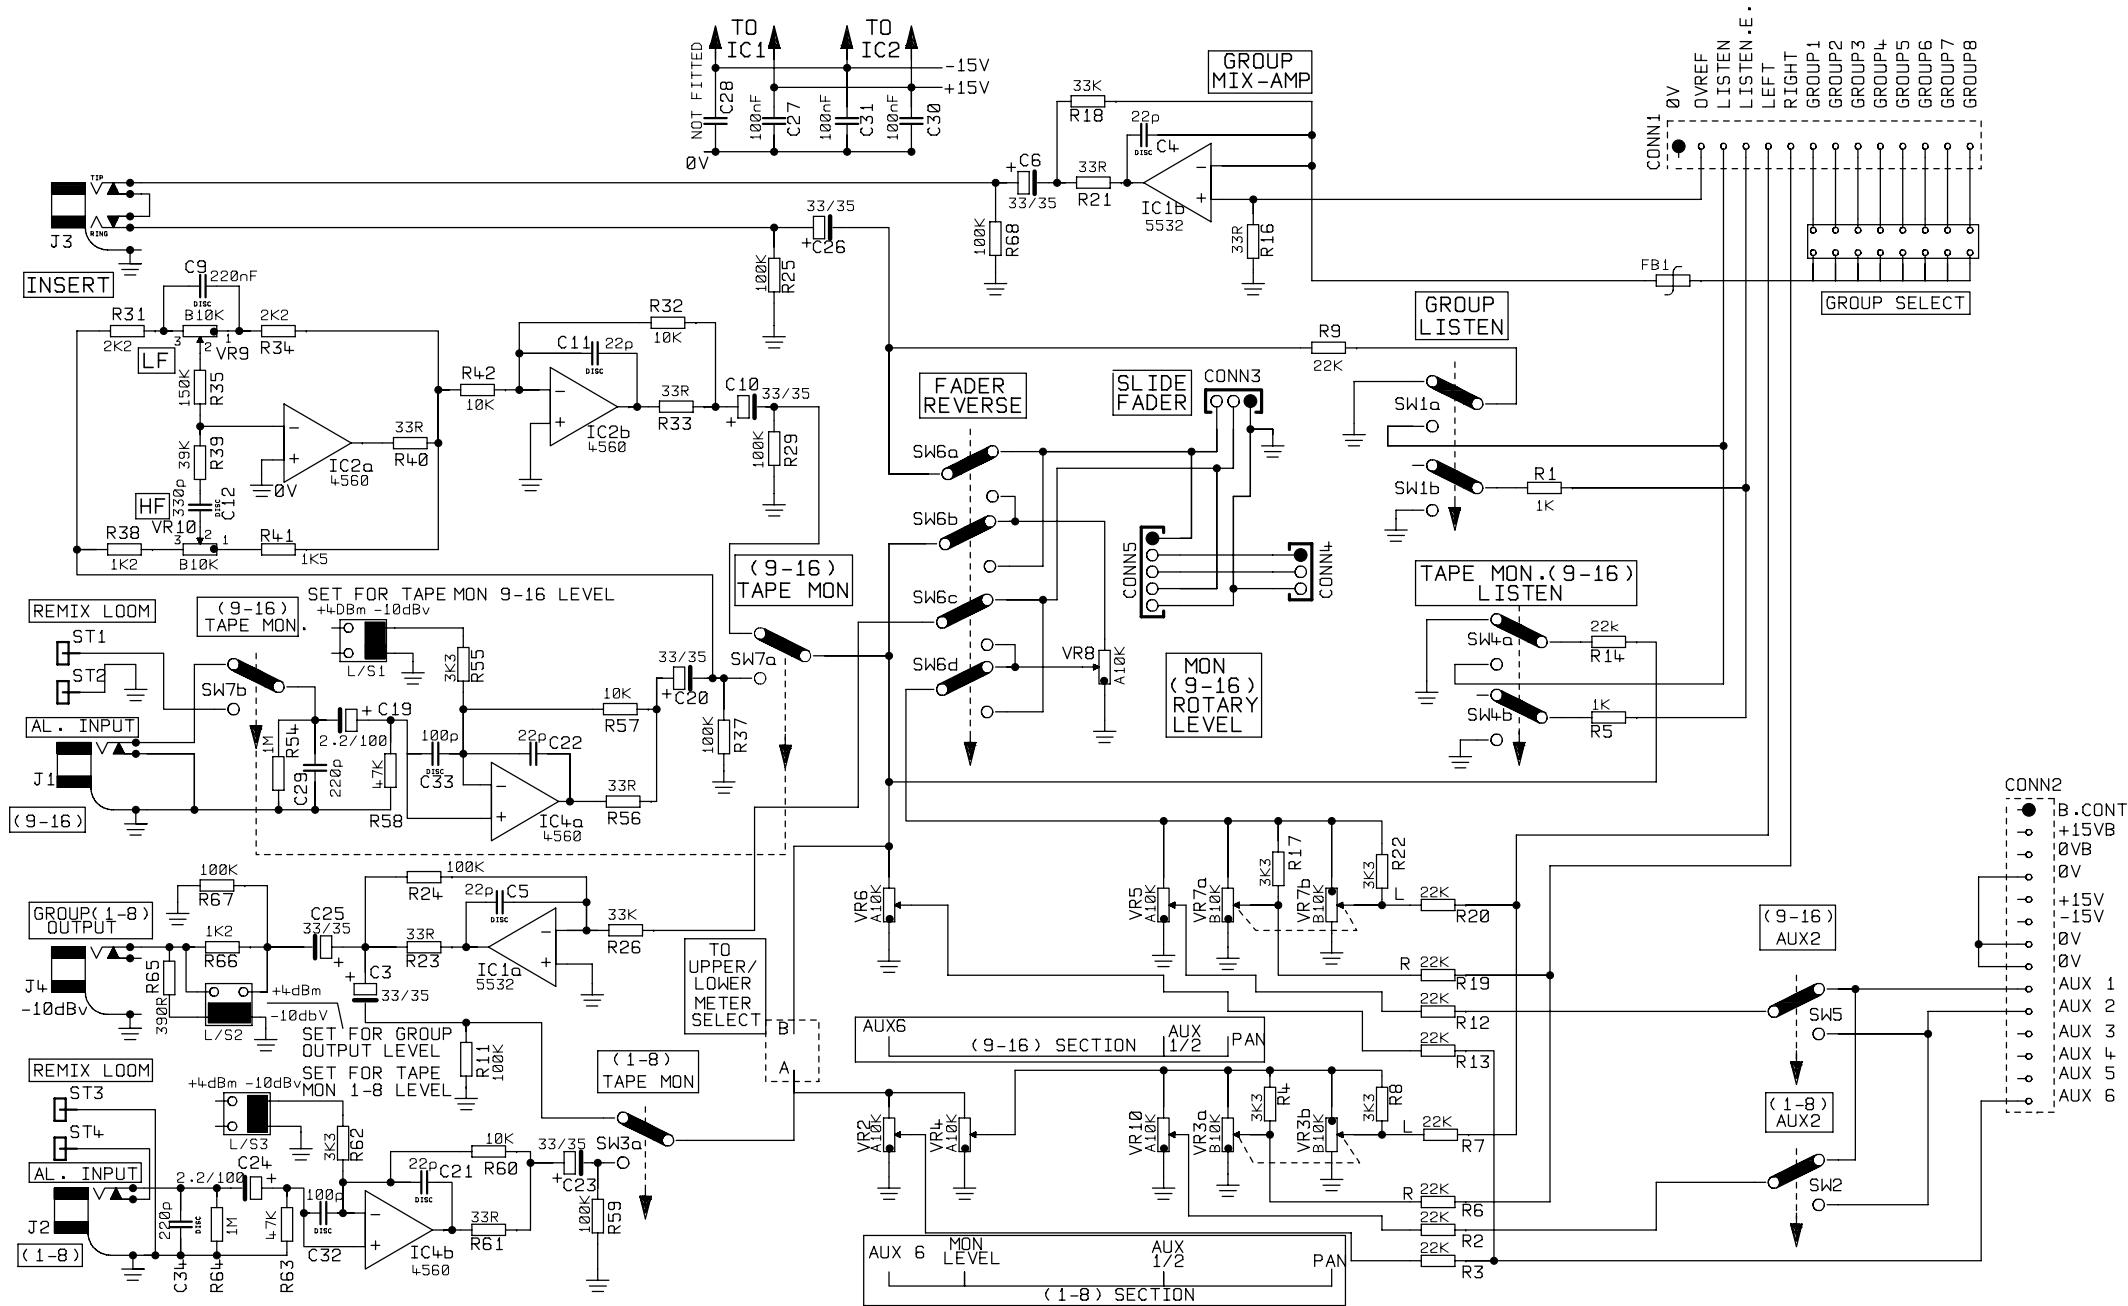 TO
IC1
TO
IC2
-15V
+15V
NOT FITTED
C28
100nF
C27
100nF
C31
100nF
C30
0V
GROUP
MIX-AMP
33K
R18
22p
C4
DISC
+
C6
33/35
33R
R21
IC1b
5532
-
+
33R
R16
100K
R68
CONN1
0V
0VREF
LISTEN
LISTEN.E.
LEFT
RIGHT
GROUP1
GROUP2
GROUP3
GROUP4
GROUP5
GROUP6
GROUP7
GROUP8
FB1
GROUP SELECT
TIP
RING
J3
INSERT
33/35
+C26
100K
R25
C9
220nF
DISC
R31
2K2
B10K
3
2
1
VR9
2K2
R34
LF
150K
R35
39K
R39
330p
DISC
C12
HF
VR10
R38
1K2
3
2
1
B10K
R41
1K5
-
+
0V
IC2a
4560
33R
R40
R42
10K
R32
10K
C11
22p
DISC
-
+
IC2b
4560
33R
R33
C10
33/35
+
100K
R29
GROUP
LISTEN
R9
22K
SW1a
SW1b
R1
1K
FADER
REVERSE
SLIDE
FADER
CONN3
SW6a
SW6b
SW6c
SW6d
CONN5
CONN4
VR8
A10K
MON
(9-16)
ROTARY
LEVEL
TAPE MON.(9-16)
LISTEN
SW4a
22k
R14
SW4b
1K
R5
(9-16)
TAPE MON
SW7a
SET FOR TAPE MON 9-16 LEVEL
+4DBm -10dBv
L/S1
3K3
R55
REMIX LOOM
ST1
ST2
(9-16)
TAPE MON.
SW7b
AL. INPUT
J1
(9-16)
1M
R54
+ C19
2.2/100
C29
220p
47K
R58
100p
DISC
C33
22p
C22
10K
R57
-
+
IC4a
4560
33R
R56
33/35
+
C20
100K
R37
100K
R67
GROUP(1-8)
OUTPUT
J4
-10dBv
1K2
R66
R65
390R
+4dBm
-10dbV
L/S2
C25
33/35
+
100K
R24
22p
C5
DISC
33R
R23
IC1a
5532
-
+
33K
R26
+
C3
33/35
R11
100K
SET FOR GROUP
OUTPUT LEVEL
SET FOR TAPE
MON 1-8 LEVEL
TO
UPPER/
LOWER
METER
SELECT
B
A
(1-8)
TAPE MON
SW3a
REMIX LOOM
ST3
ST4
AL. INPUT
J2
(1-8)
+4dBm -10dBv
L/S3
3K3
R62
C24
2.2/100
+
220p
DISC
C34
1M
R64
47K
R63
100p
DISC
C32
10K
R60
22p
C21
DISC
-
+
IC4b
4560
33R
R61
33/35
+
C23
100K
R59
VR6
A10K
VR5
A10K
VR7a
B10K
3K3
R17
VR7b
B10K
3K3
R22
L
22K
R20
R
22K
R19
22K
R12
22K
R13
AUX6
(9-16) SECTION
AUX
1/2
PAN
VR2
A10K
VR4
A10K
VR10
A10K
VR3a
B10K
3K3
R4
VR3b
B10K
3K3
R8
L
22K
R7
R
22K
R6
22K
R2
22K
R3
AUX 6
MON
LEVEL
AUX
1/2
PAN
(1-8) SECTION
(9-16)
AUX2
SW5
(1-8)
AUX2
SW2
CONN2
B.CONT
+15VB
0VB
0V
+15V
-15V
0V
0V
AUX 1
AUX 2
AUX 3
AUX 4
AUX 5
AUX 6